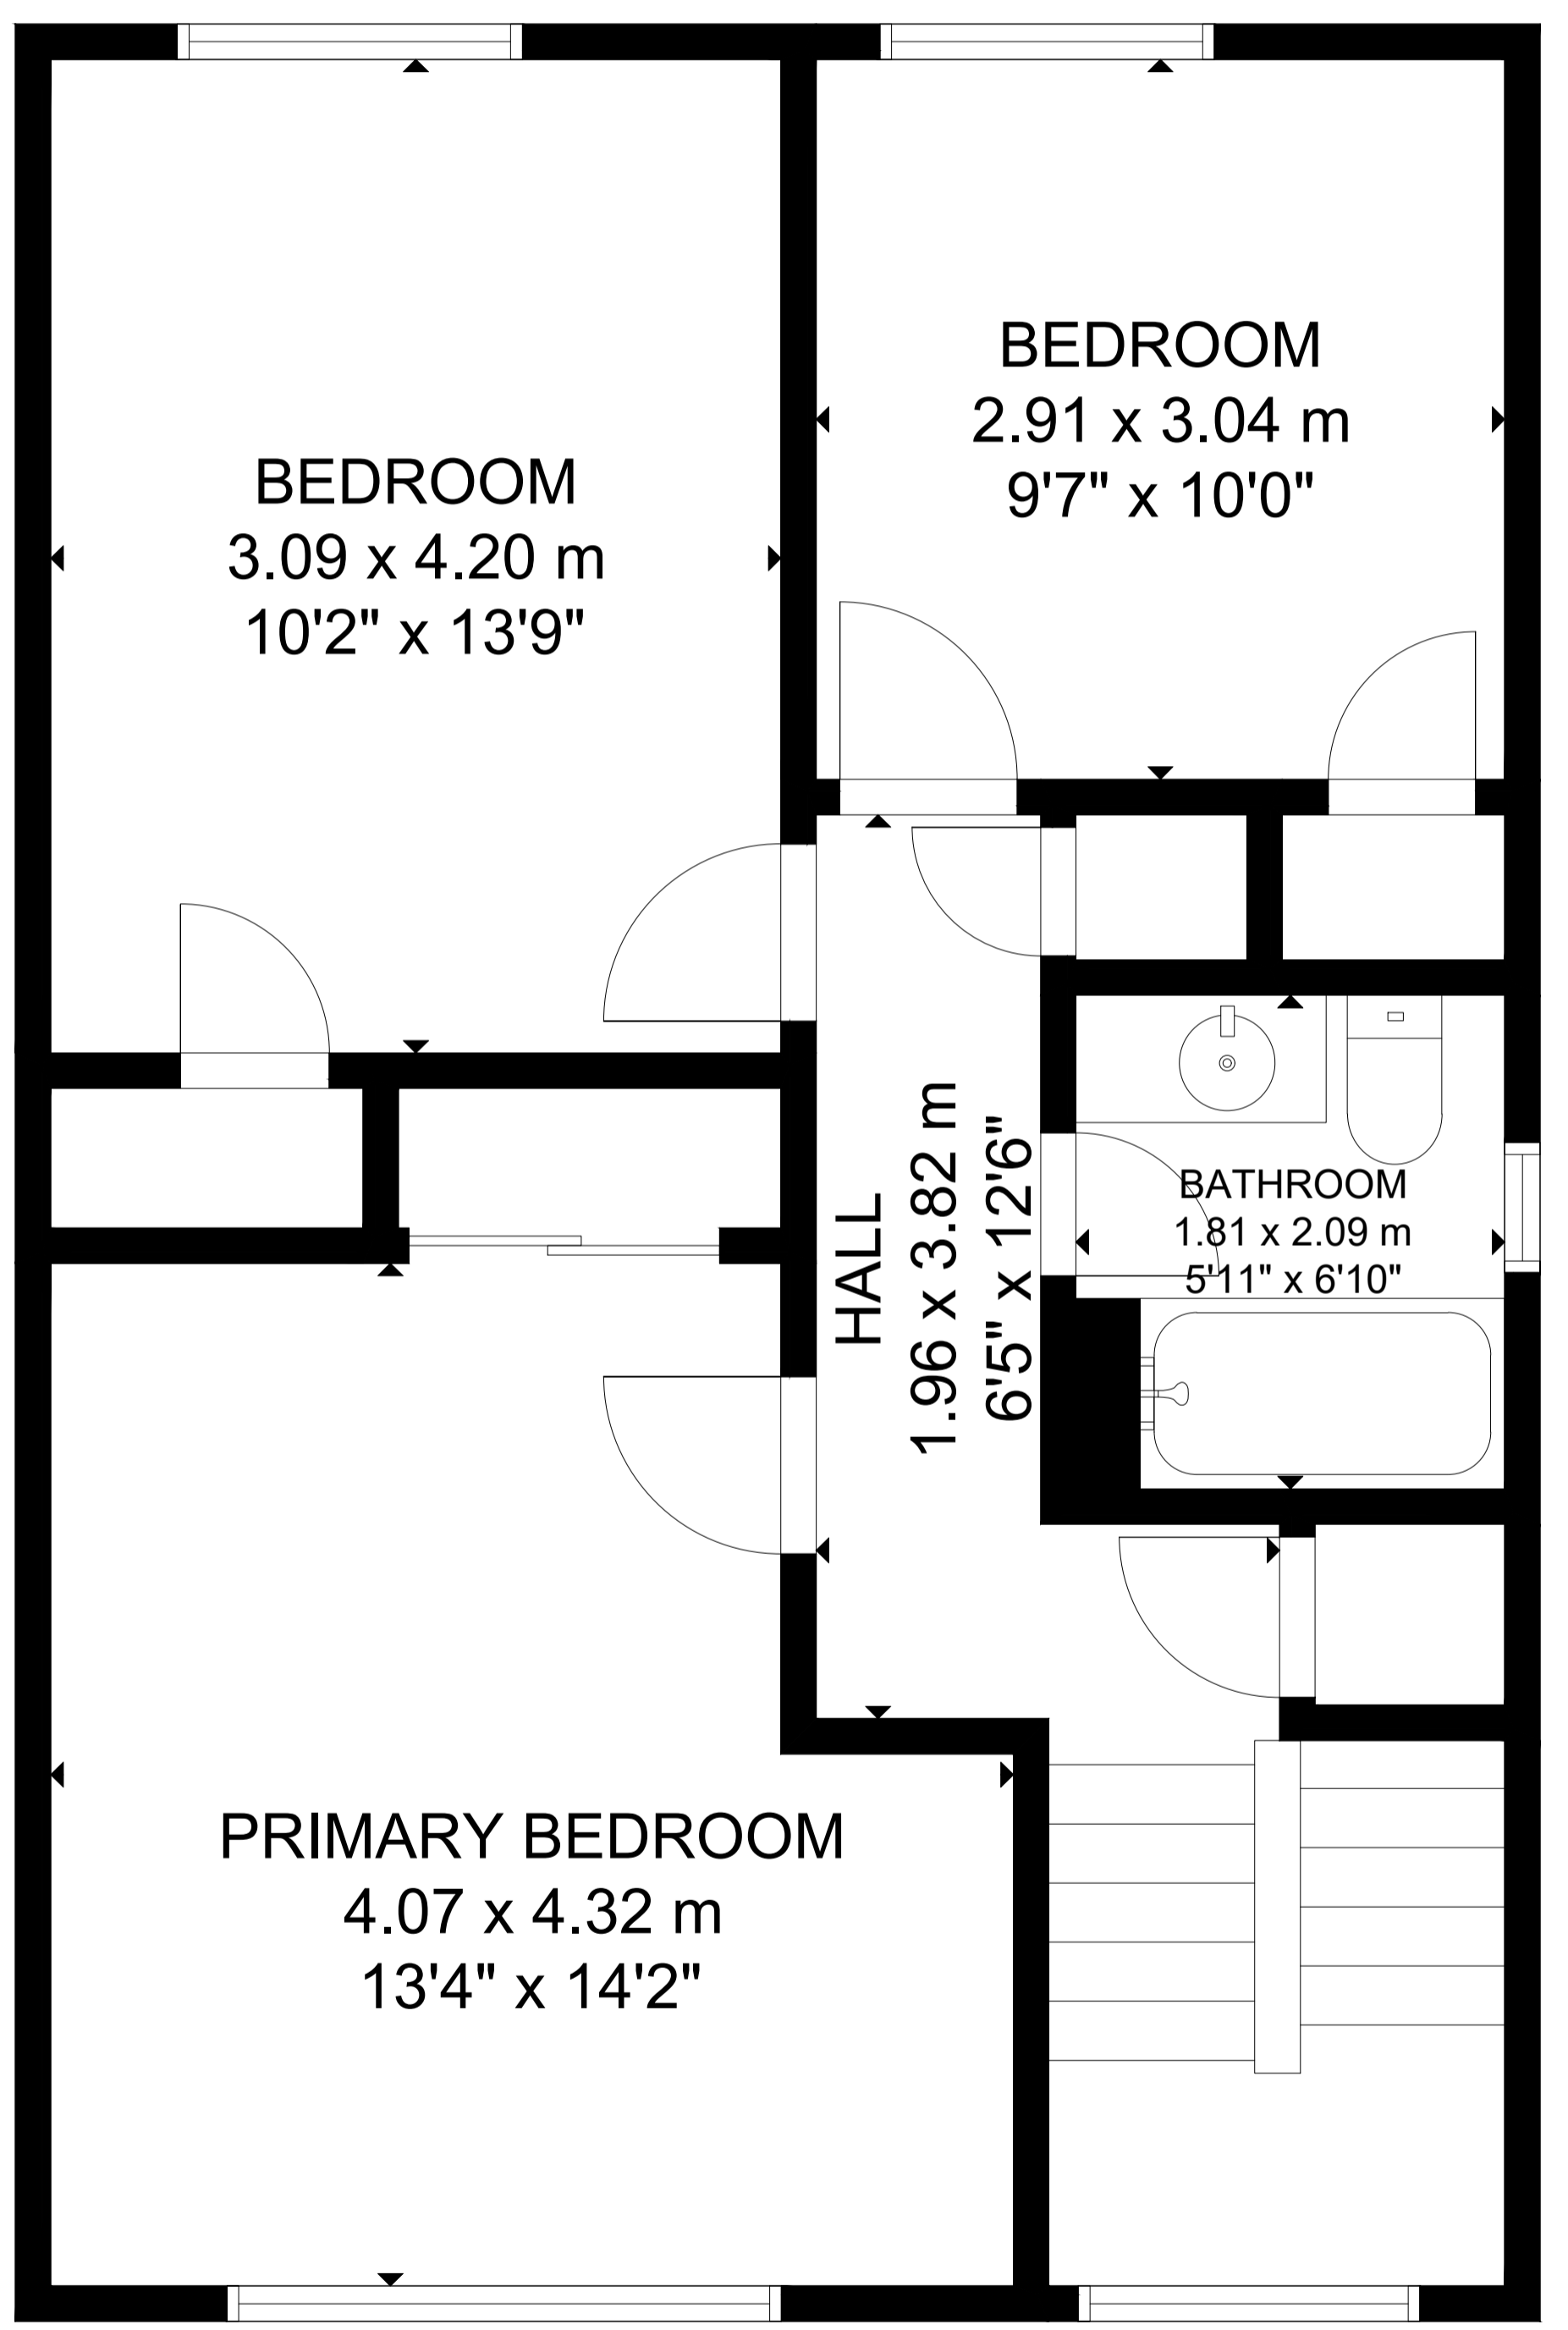 BEDROOM
2.91 x 3.04 m
9'7" x 10'0"
BEDROOM
3.09 x 4.20 m
10'2" x 13'9"
HALL
1.96 x 3.82 m
6'5" x 12'6"
BATHROOM
1.81 x 2.09 m
5'11" x 6'10"
PRIMARY BEDROOM
4.07 x 4.32 m
13'4" x 14'2"